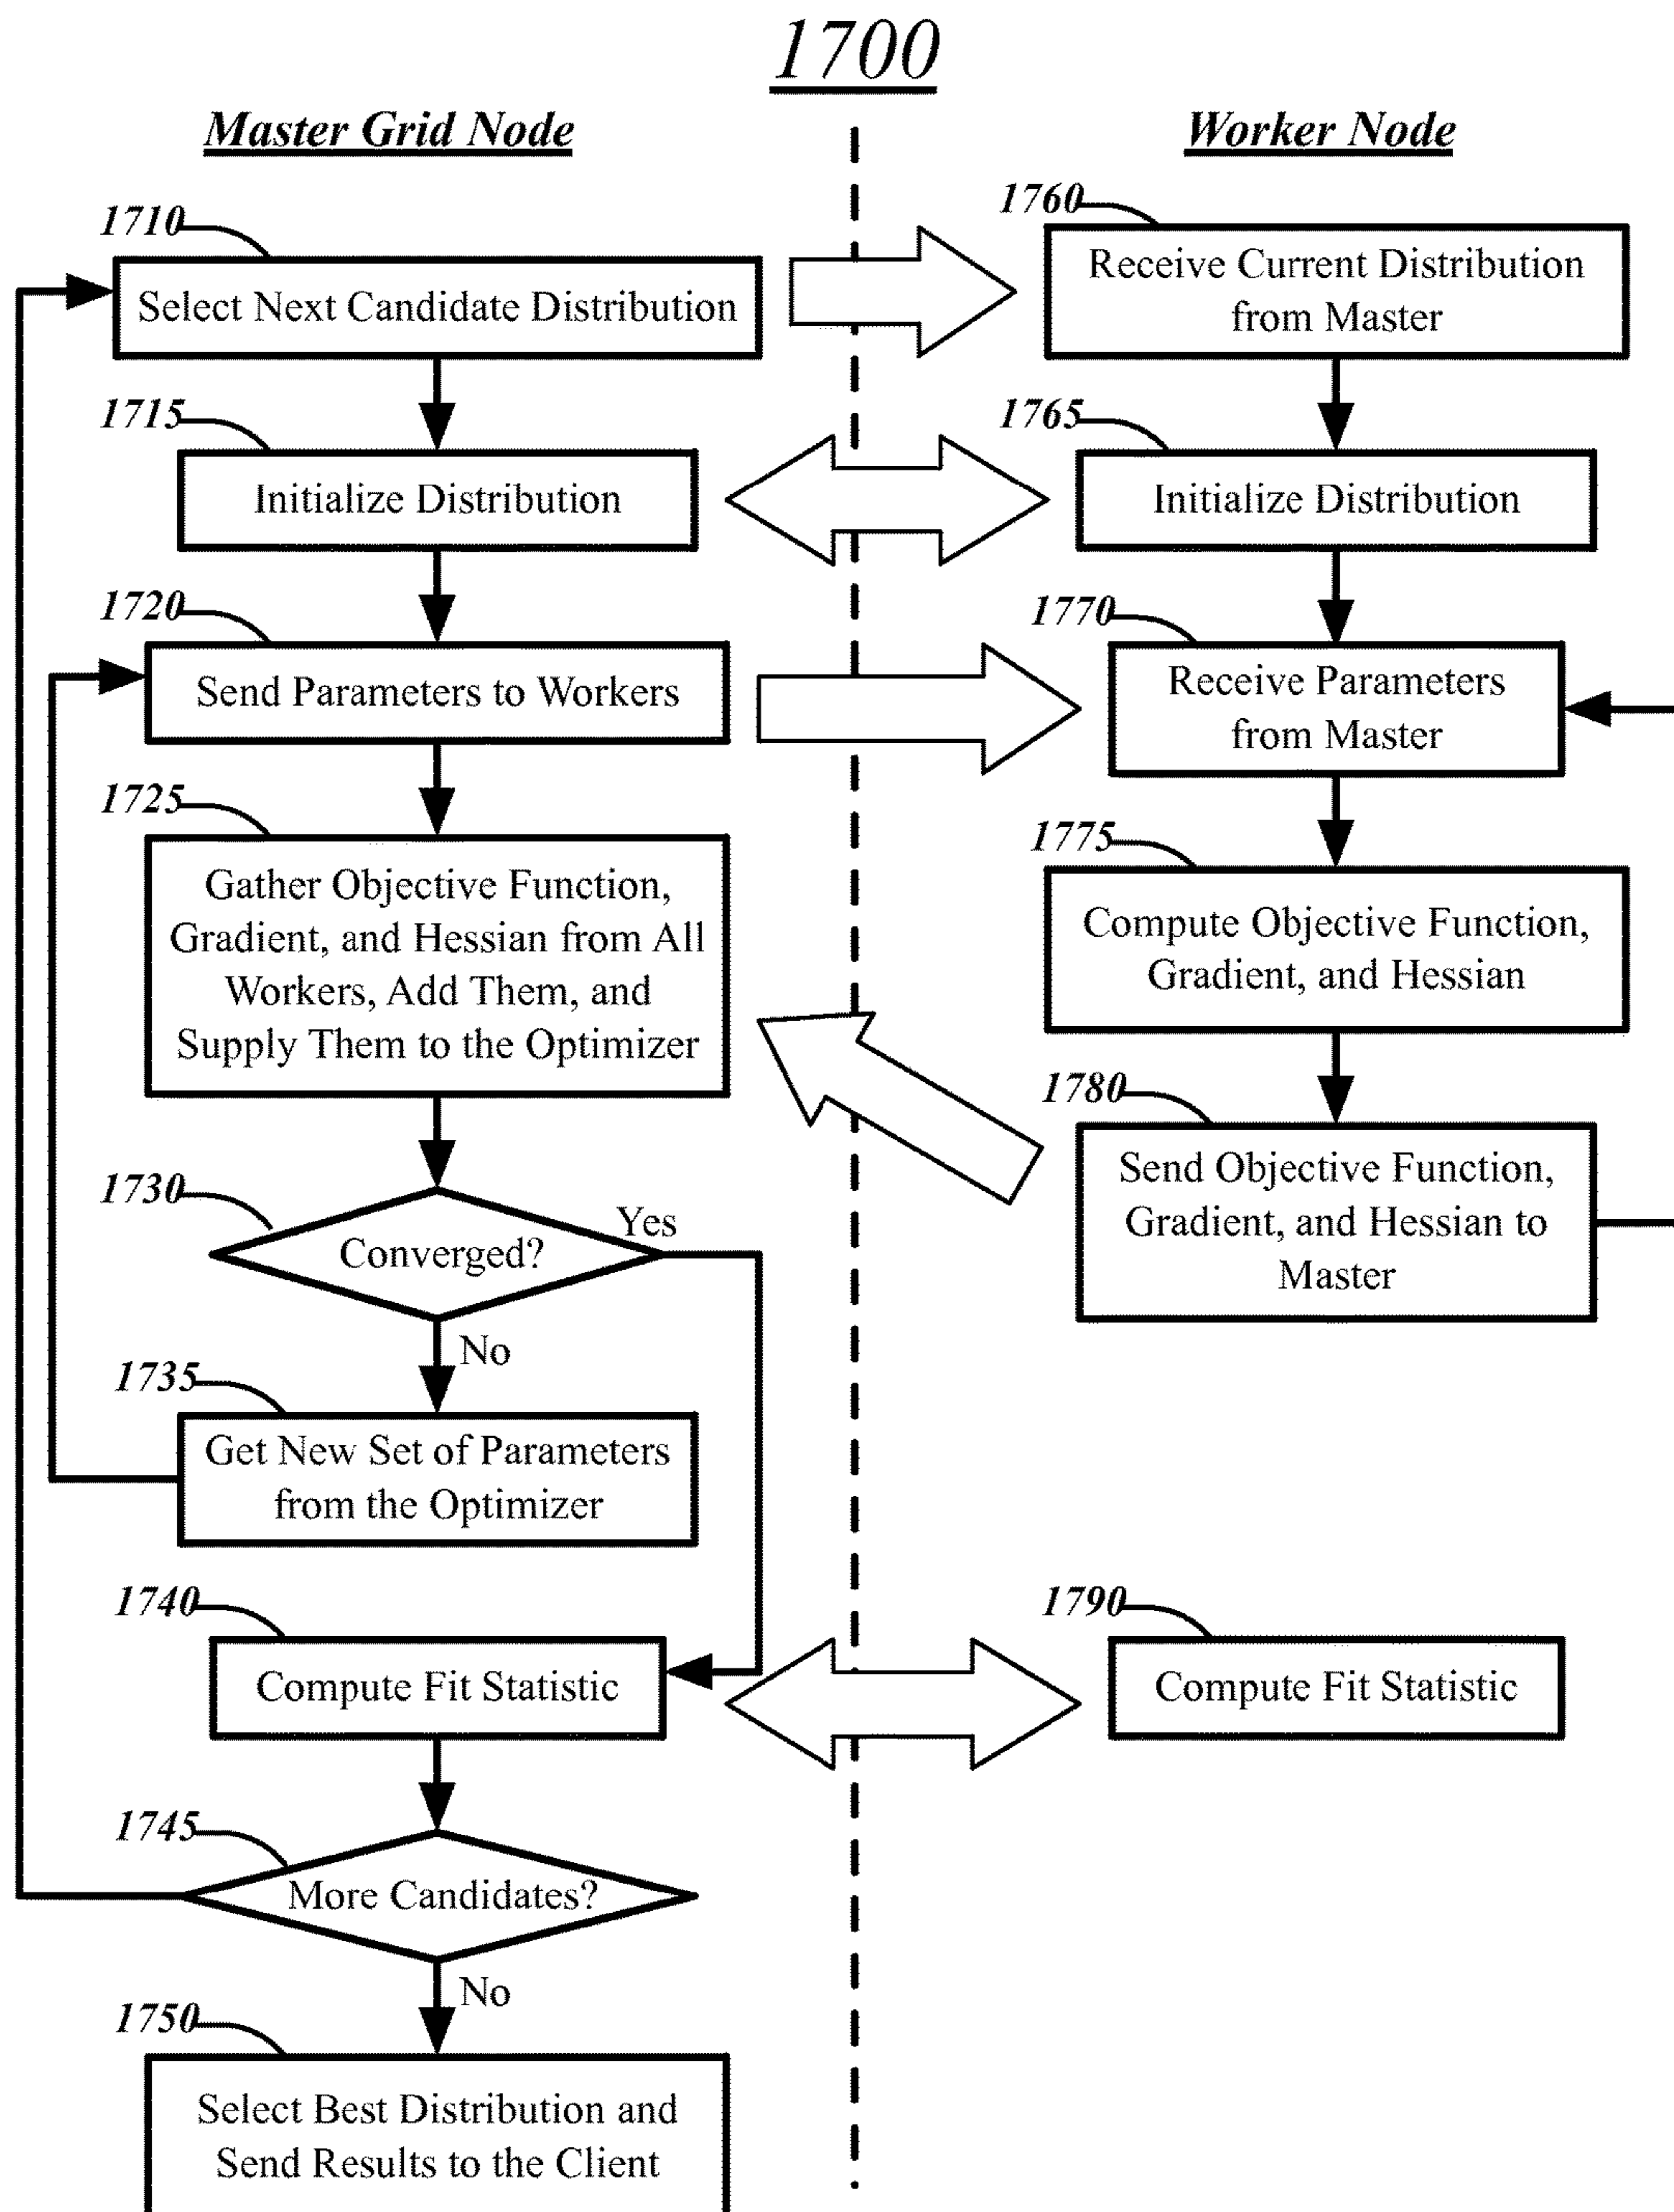 1700
Master Grid Node
1710
Select Next Candidate Distribution
1715
Initialize Distribution
1720
Send Parameters to Workers
1725
Gather Objective Function,
Gradient, and Hessian from All
Workers, Add Them, and
Supply Them to the Optimizer
1730
Converged?
Yes
No
1735
Get New Set of Parameters
from the Optimizer
1740
Compute Fit Statistic
1745
More Candidates?
No
1750
Select Best Distribution and
Send Results to the Client
Worker Node
1760
Receive Current Distribution
from Master
1765
Initialize Distribution
1770
Receive Parameters
from Master
1775
Compute Objective Function,
Gradient, and Hessian
1780
Send Objective Function,
Gradient, and Hessian to
Master
1790
Compute Fit Statistic